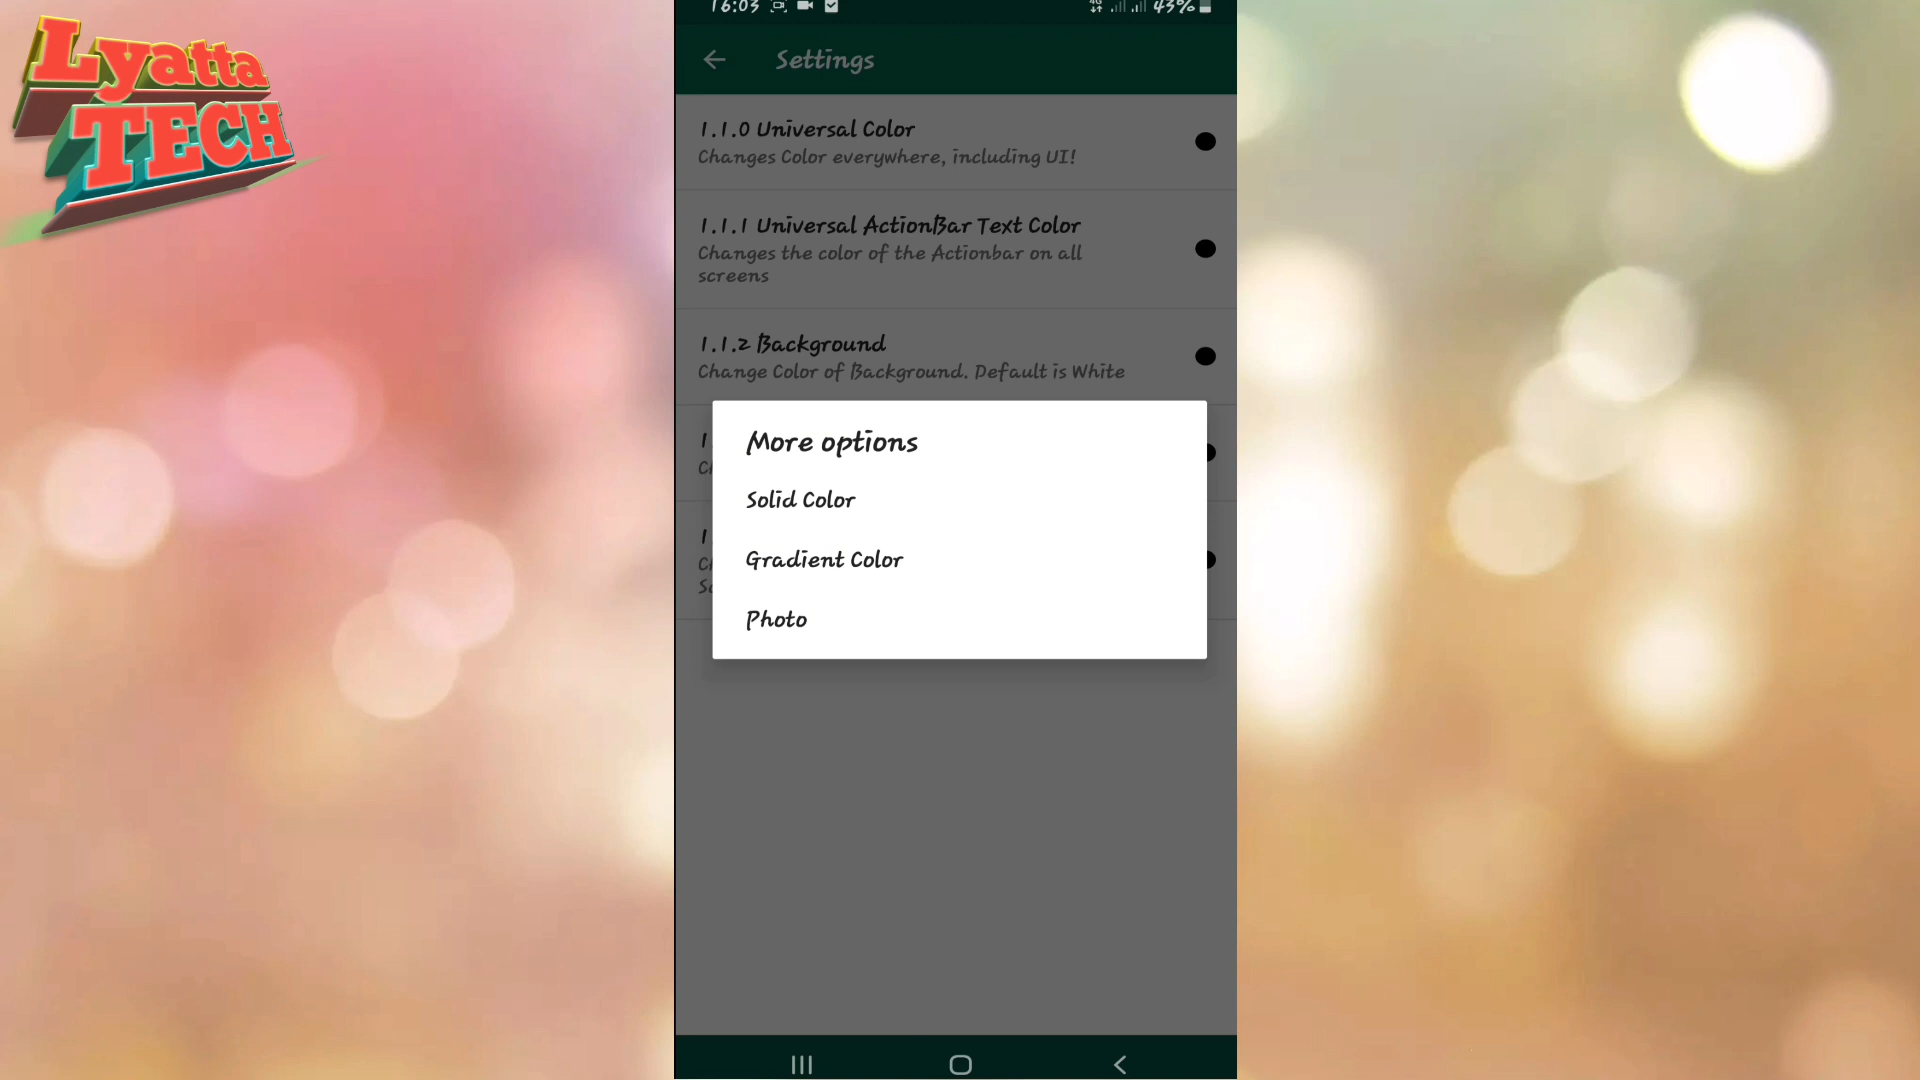 Lyatta
TECH
16:03
4G
43%
Settings
1.1.0 Universal Color
Changes Color everywhere, including UI!
1.1.1 Universal ActionBar Text Color
Changes the color of the Actionbar on all
screens
1.1.2 Background
Change Color of Background. Default is White
More options
Solid Color
Gradient Color
Photo